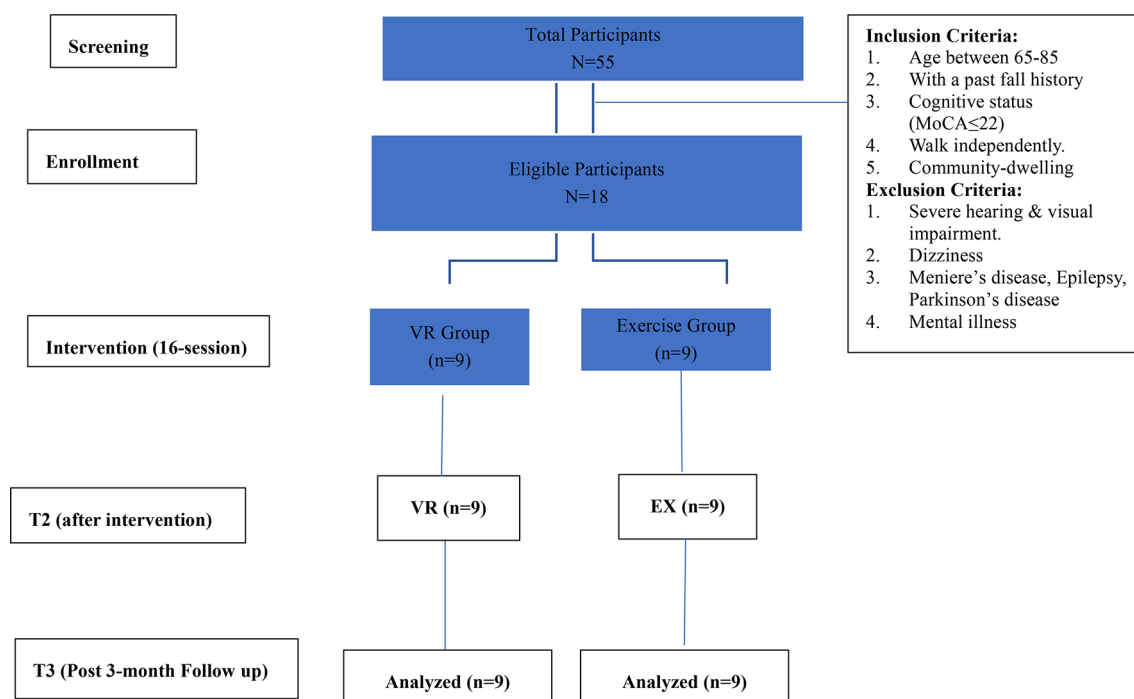 Screening
Total Participants
N=55
Inclusion Criteria:
1. Age between 65-85
2. With a past fall history
3. Cognitive status
(MoCA≤22)
4. Walk independently.
5. Community-dwelling
Exclusion Criteria:
1. Severe hearing & visual
impairment.
2. Dizziness
3. Meniere’s disease, Epilepsy,
Parkinson’s disease
4. Mental illness
Enrollment
Eligible Participants
N=18
Intervention (16-session)
VR Group
(n=9)
Exercise Group
(n=9)
T2 (after intervention)
VR (n=9)
EX (n=9)
T3 (Post 3-month Follow up)
Analyzed (n=9)
Analyzed (n=9)